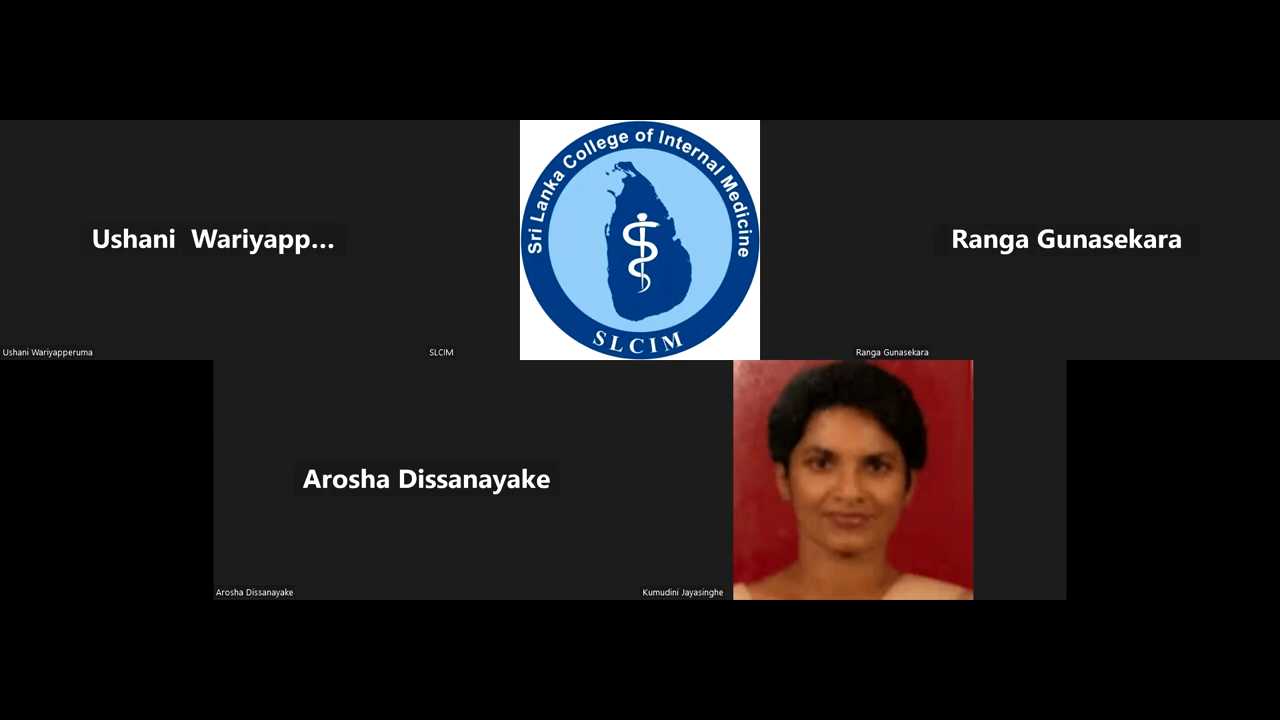 Sri Lanka College of Internal Medicine
SLCIM
Ushani  Wariyapp...
Ranga Gunasekara
Ushani Wariyapperuma
SLCIM
Ranga Gunasekara
Arosha Dissanayake
Arosha Dissanayake
Kumudini Jayasinghe